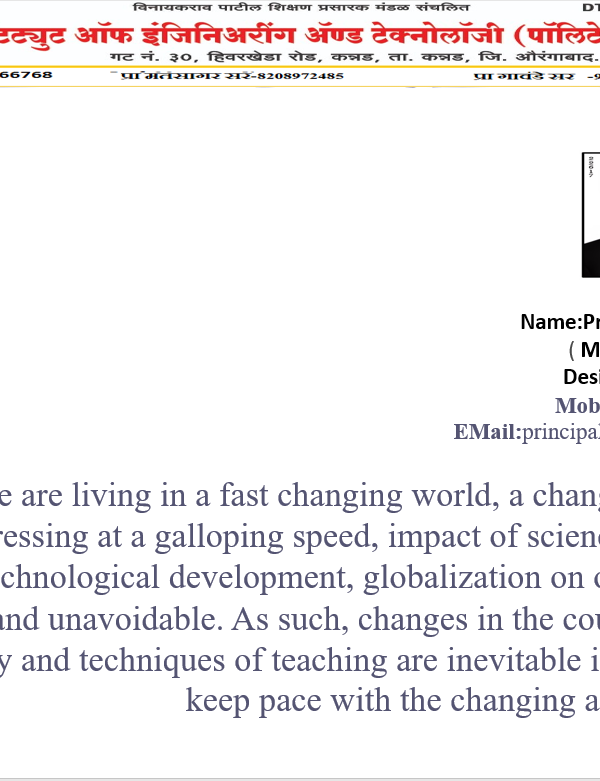 विनायकराव पाटील शिक्षण प्रसारक मंडळ संचलित DT
टट्युट ऑफ इंजिनिअरींग ॲण्ड टेक्नोलॉजी (पॉलिटे
गट नं. ३०, हिवरखेडा रोड, कन्नड, ता. कन्नड, जि. औरंगाबाद.
66768 प्रा मतसागर सर-8208972485 प्रा गावंडे सर -9
Name:Pr
( M
Desi
Mob
EMail:principal
e are living in a fast changing world, a chang
ressing at a galloping speed, impact of scien
chnological development, globalization on o
and unavoidable. As such, changes in the cou
y and techniques of teaching are inevitable i
keep pace with the changing a